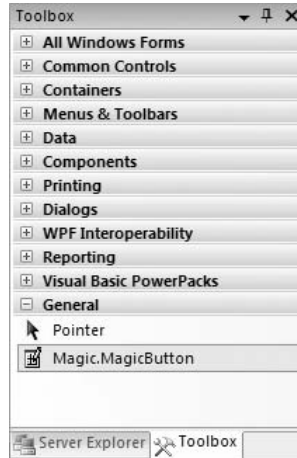 Toolbox
All Windows Forms
Common Controls
Containers
Menus & Toolbars
Data
Components
Printing
Dialogs
WPF Interoperability
Reporting
Visual Basic PowerPacks
General
Pointer
Magic.MagicButton
Server Explorer Toolbox